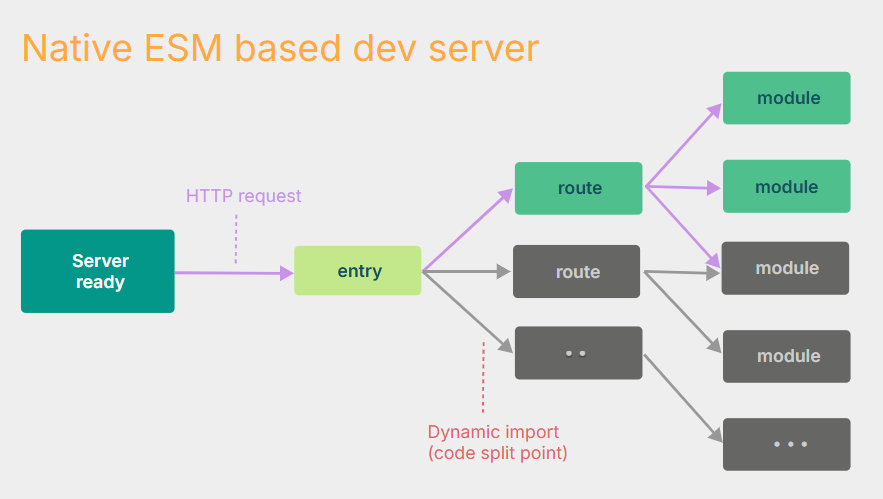 Native ESM based dev server
HTTP request
Server
ready
entry
route
route
• •
Dynamic import
(code split point)
module
module
module
module
• • •